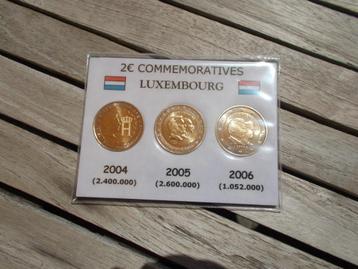 2€ COMMEMORATIVES
LUXEMBOURG
2004 2005 2006
(2.400.000) (2.600.000) (1.052.000)